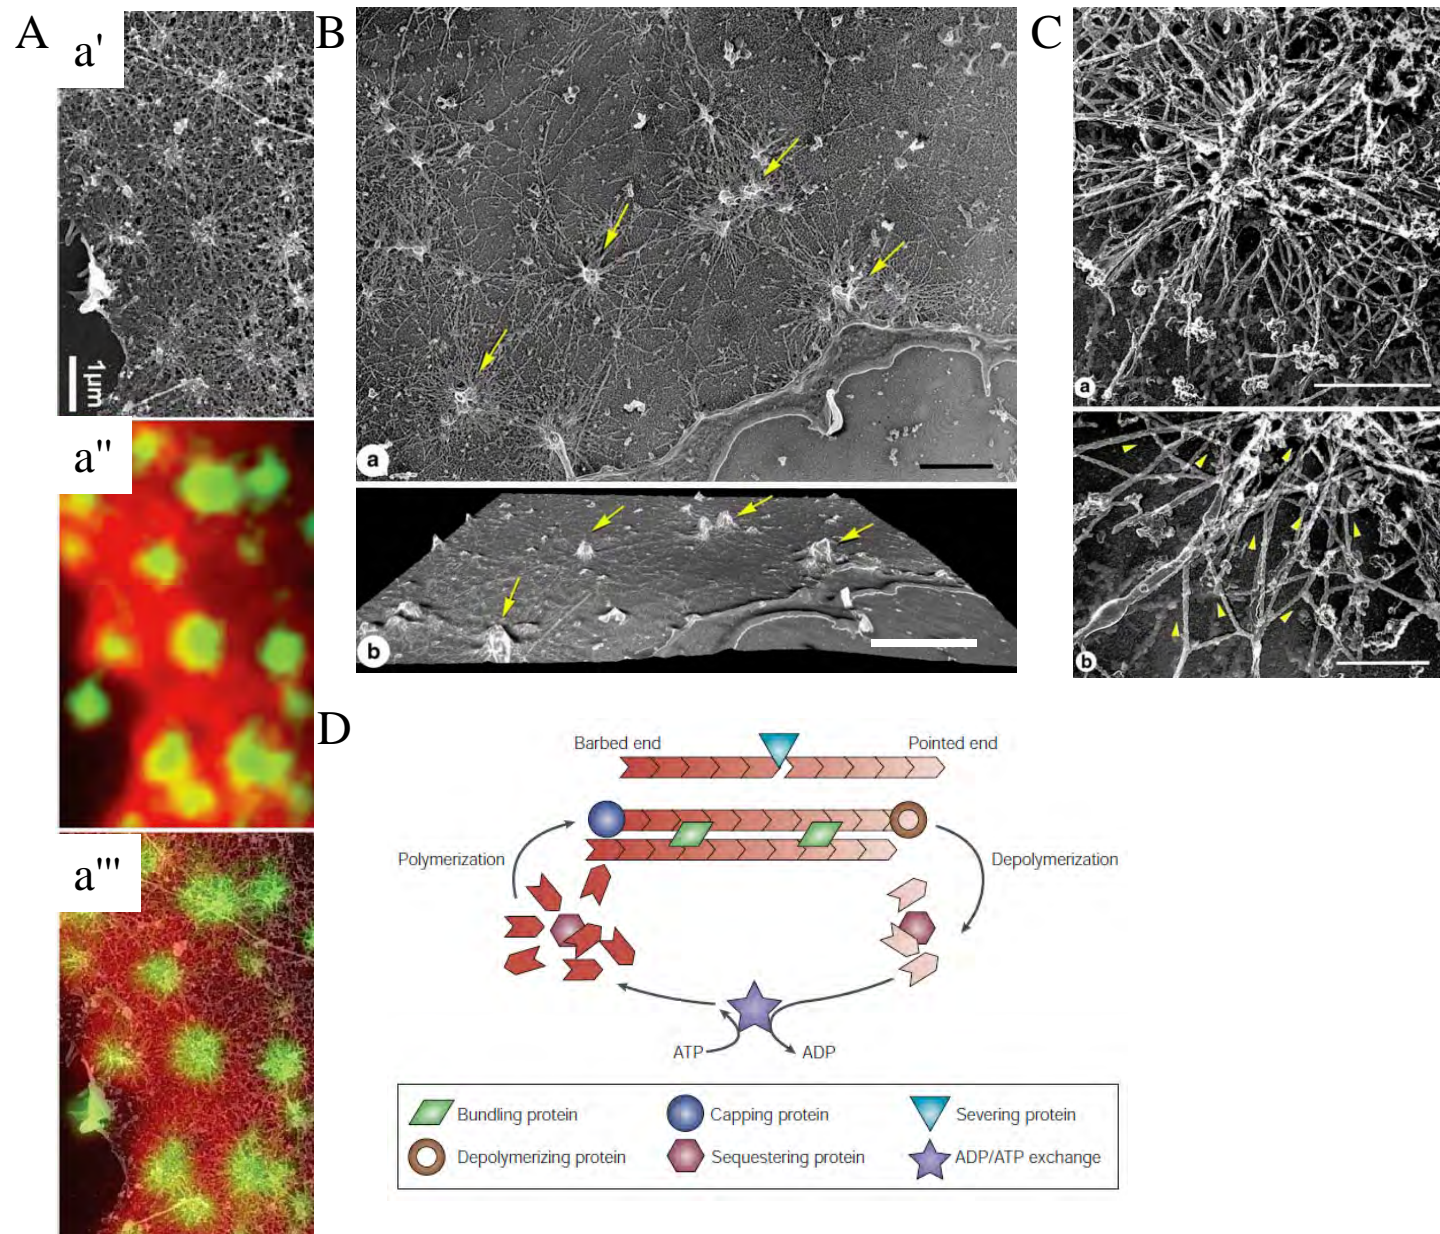 A
a'
1µm
a''
a'''
B
a
b
C
a
b
D
Barbed end
Pointed end
Polymerization
Depolymerization
ATP
ADP
Bundling protein
Capping protein
Severing protein
Depolymerizing protein
Sequestering protein
ADP/ATP exchange